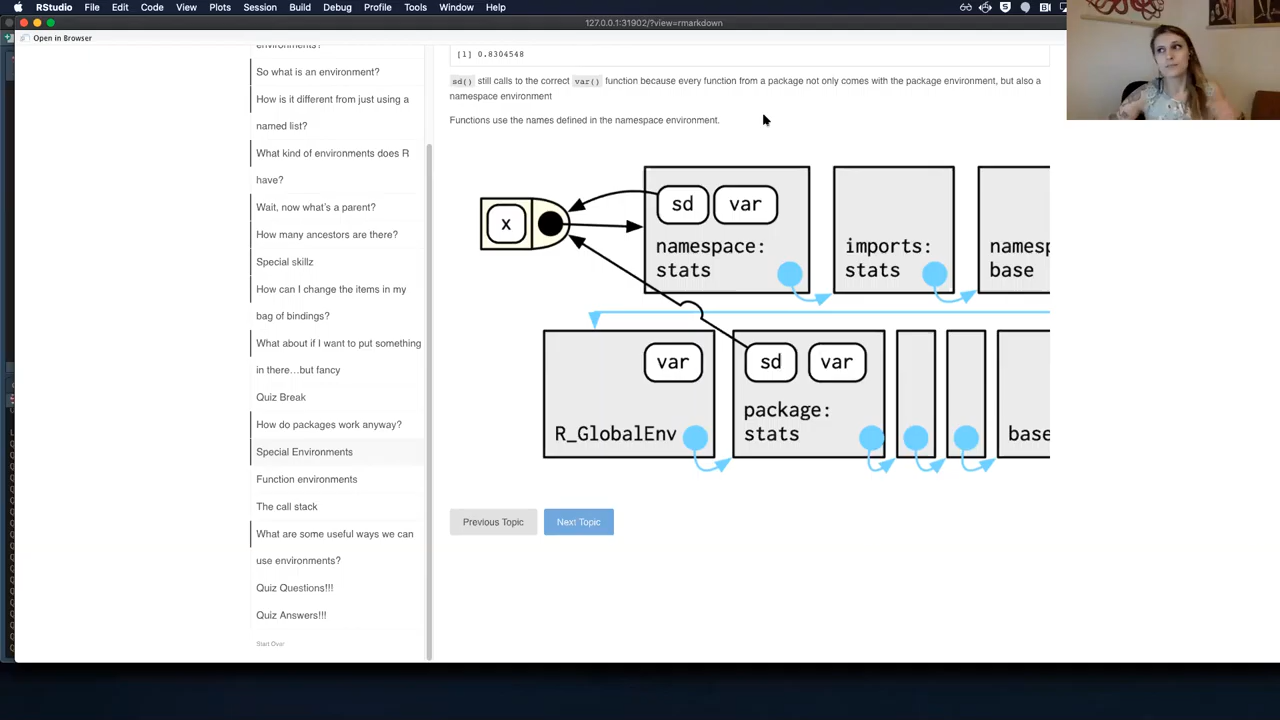 RStudio File Edit Code View Plots Session Build Debug Profile Tools Window Help
127.0.0.1:31902/?view=rmarkdown
Open in Browser
environments?
So what is an environment?
How is it different from just using a
named list?
What kind of environments does R
have?
Wait, now what's a parent?
How many ancestors are there?
Special skillz
How can I change the items in my
bag of bindings?
What about if I want to put something
in there...but fancy
Quiz Break
How do packages work anyway?
Special Environments
Function environments
The call stack
What are some useful ways we can
use environments?
Quiz Questions!!!
Quiz Answers!!!
Start Over
[1] 0.8304548
sd() still calls to the correct var() function because every function from a package not only comes with the package environment, but also a
namespace environment
Functions use the names defined in the namespace environment.
x
sd var
namespace:
stats
imports:
stats
namesp
base
var
R_GlobalEnv
sd var
package:
stats
base
Previous Topic Next Topic